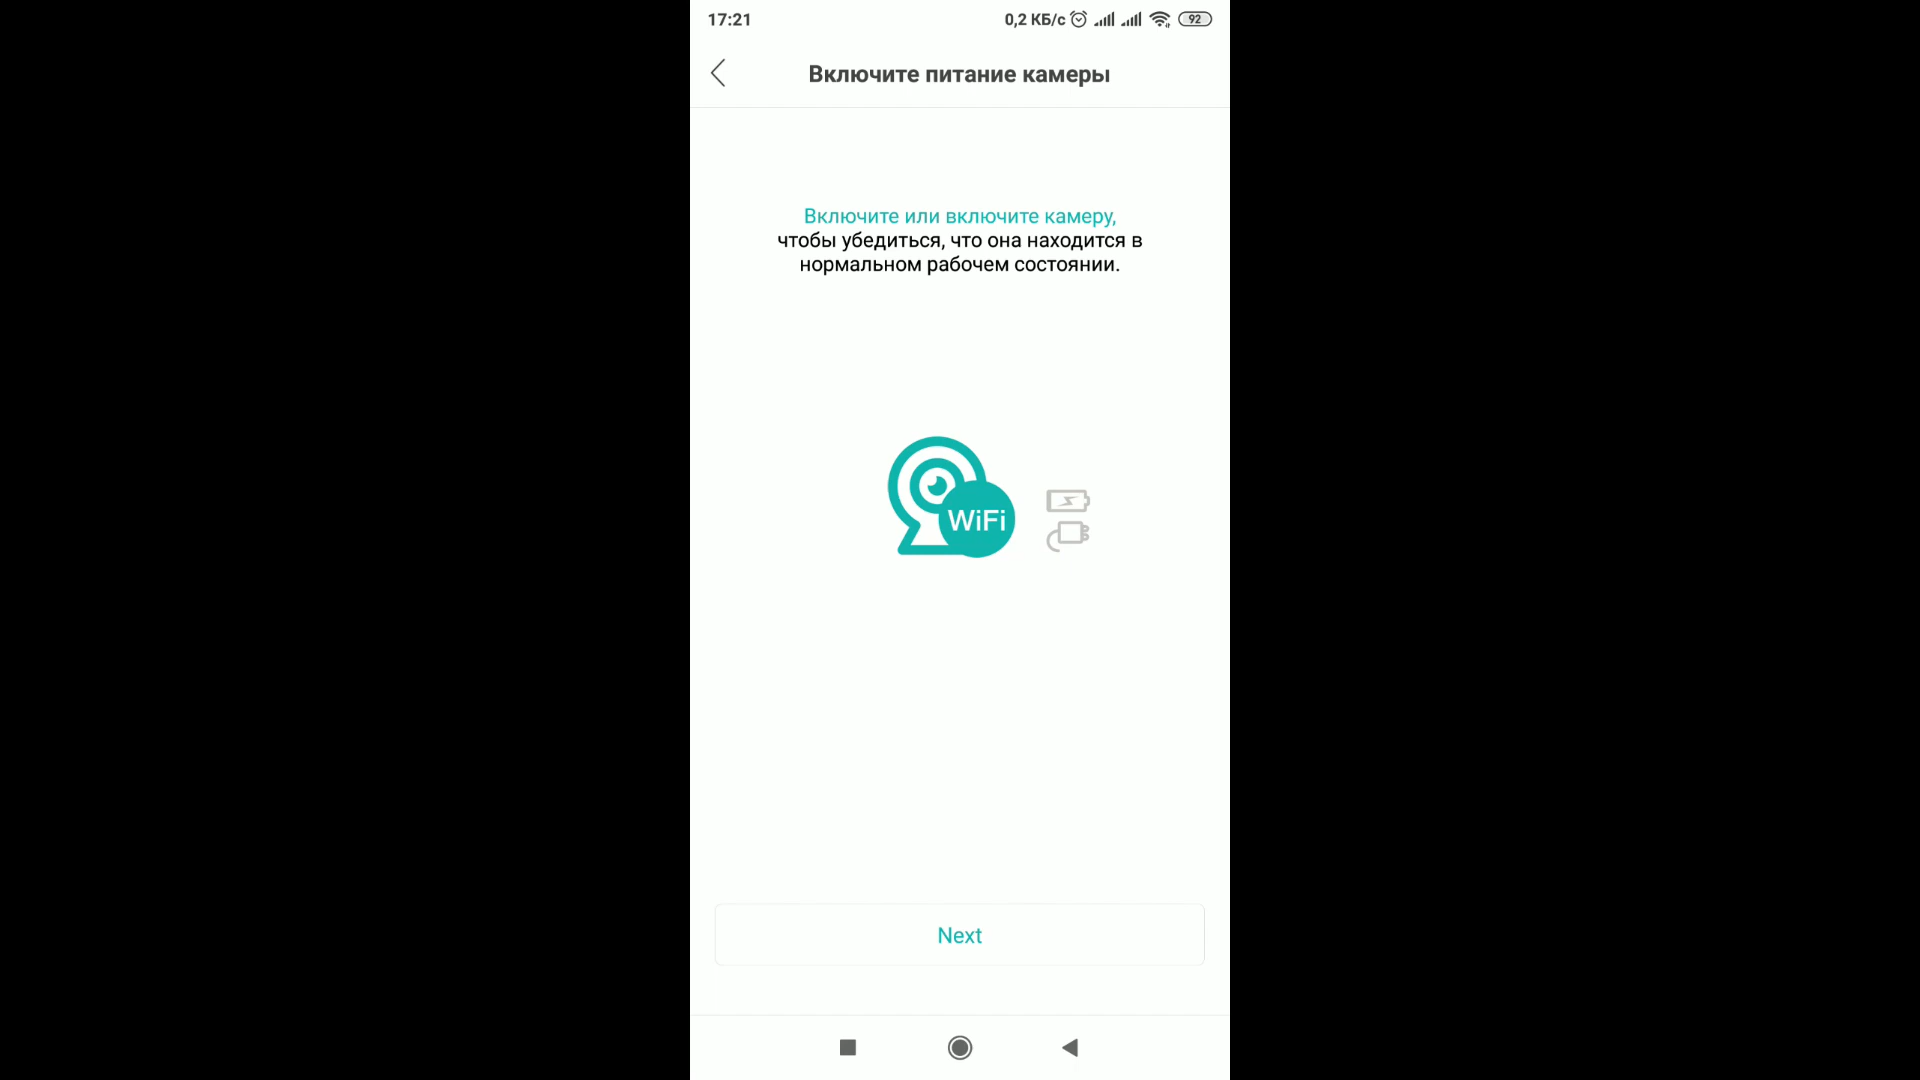 17:21
0,2 КБ/с
92
Включите питание камеры
Включите или включите камеру,
чтобы убедиться, что она находится в
нормальном рабочем состоянии.
WiFi
Next